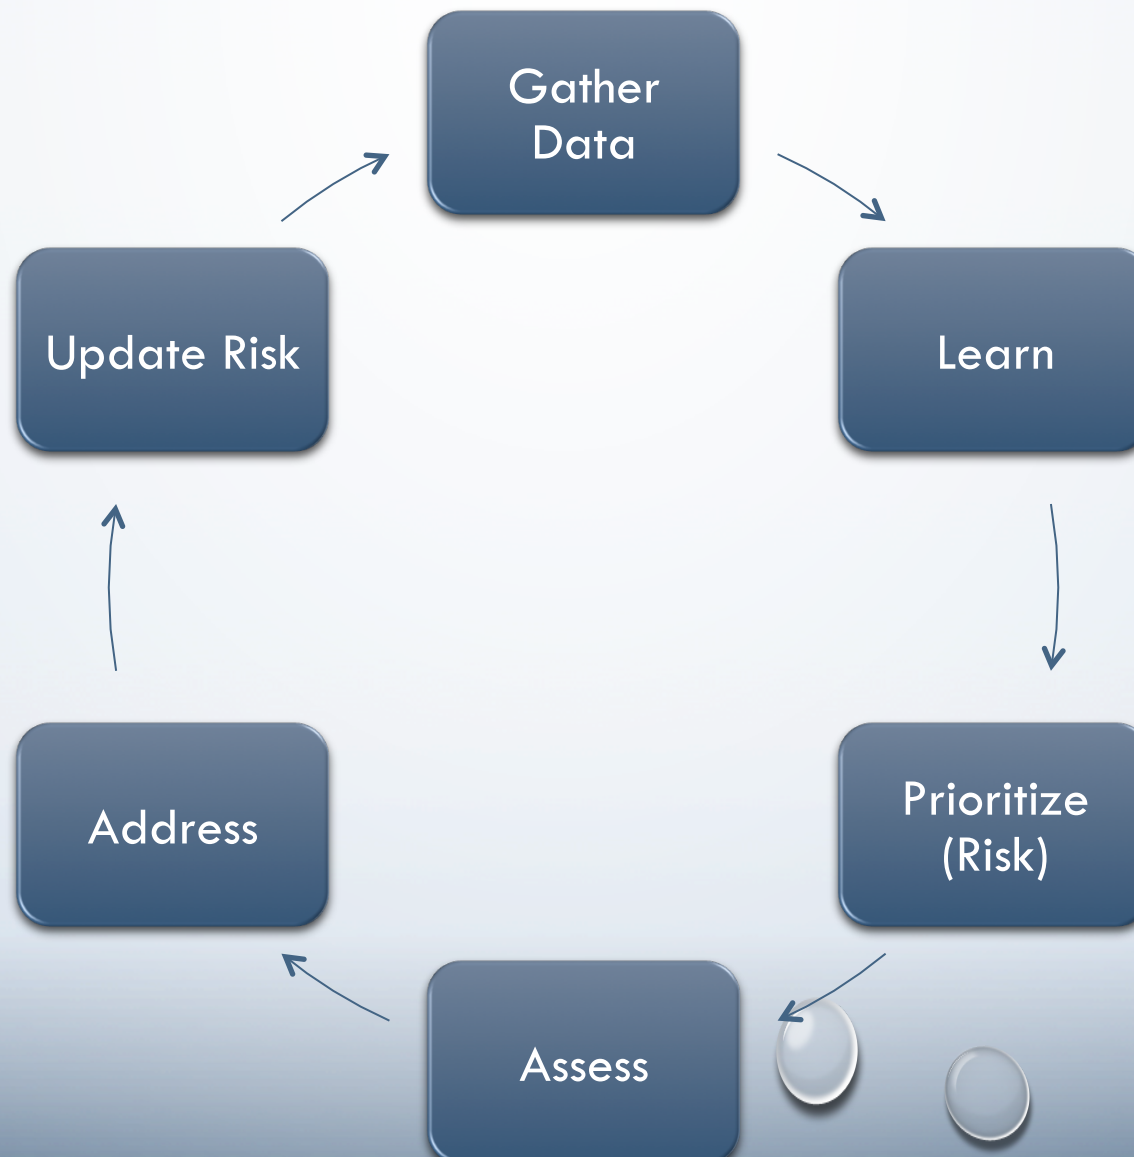 Gather
Data
Learn
Prioritize
(Risk)
Assess
Address
Update Risk